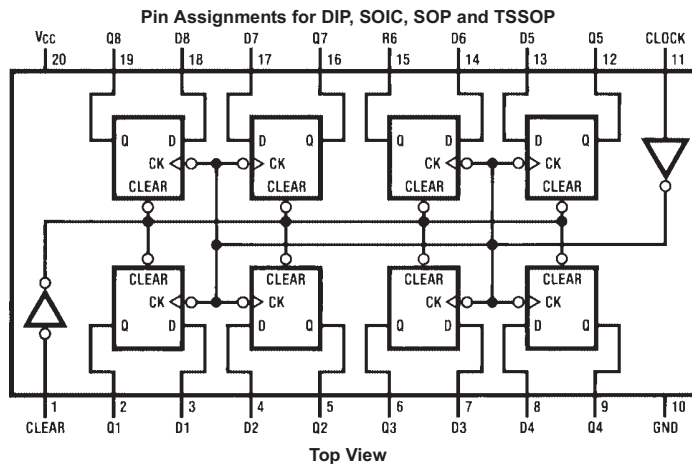 Pin Assignments for DIP, SOIC, SOP and TSSOP
VCC Q8 D8 D7 Q7 R6 D6 D5 Q5 CLOCK
20 19 18 17 16 15 14 13 12 11
Q D D Q Q D D Q
CK CK CK CK
CLEAR CLEAR CLEAR CLEAR
CLEAR CLEAR CLEAR CLEAR
CK CK CK CK
Q D D Q Q D D Q
1 2 3 4 5 6 7 8 9 10
CLEAR Q1 D1 D2 Q2 Q3 D3 D4 Q4 GND
Top View